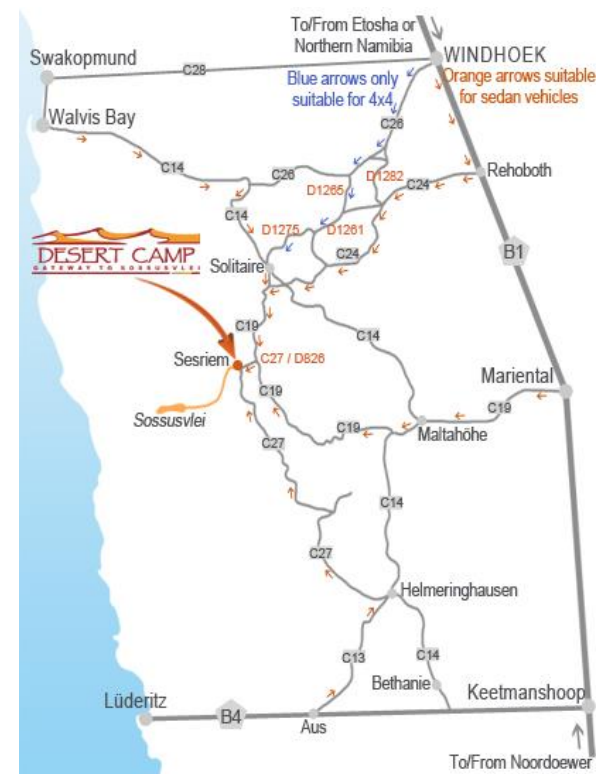 To/From Etosha or
Northern Namibia
WINDHOEK
Swakopmund
C28
Blue arrows only
suitable for 4x4
Orange arrows suitable
for sedan vehicles
Walvis Bay
C26
C14
C26
D1265
D1282
C24
Rehoboth
C14
D1275
D1261
C24
B1
DESERT CAMP
GATEWAY TO SOSSUSVLEI
Solitaire
C19
C14
Sesriem
C27 / D826
Mariental
C19
C19
Sossusvlei
C19
Maltahöhe
C27
C14
C27
Helmeringhausen
C13
C14
Bethanie
Lüderitz
B4
Aus
Keetmanshoop
To/From Noordoewer